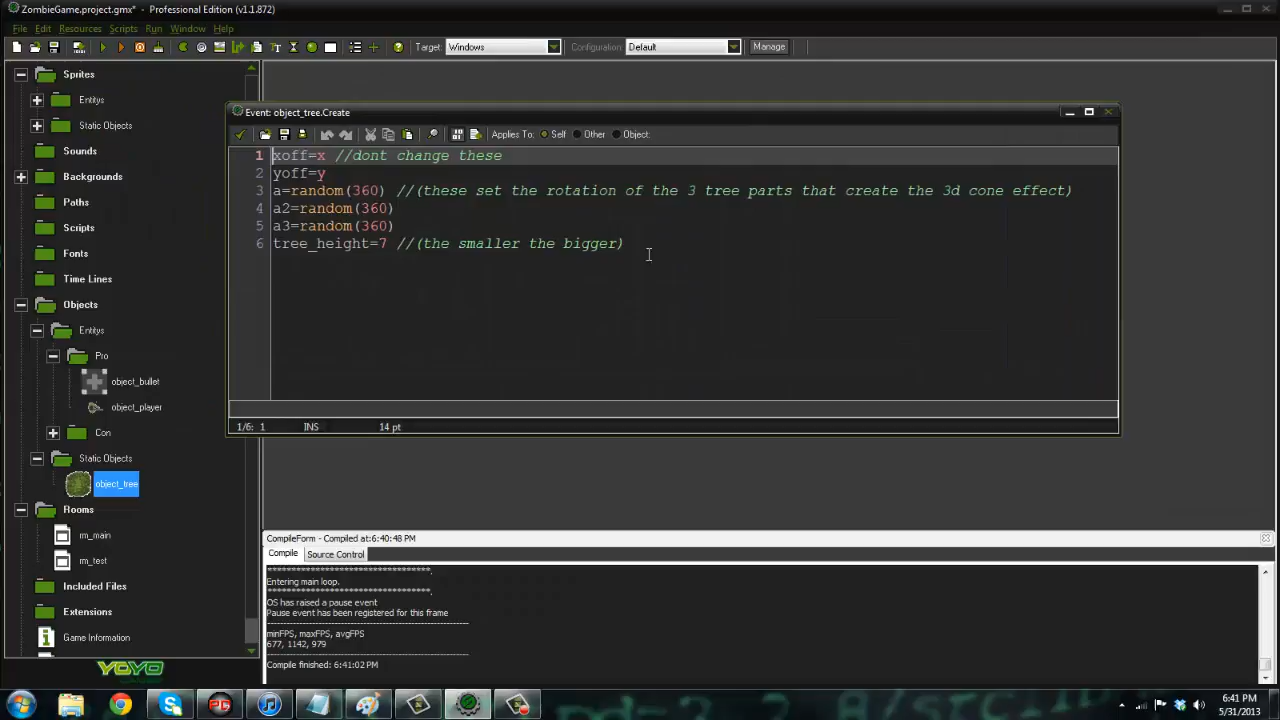 ZombieGame.project.gmx* - Professional Edition (v1.1.872)
File Edit Resources Scripts Run Window Help
Target: Windows Configuration: Default Manage
Sprites
Entitys
Static Objects
Sounds
Backgrounds
Paths
Scripts
Fonts
Time Lines
Objects
Entitys
Pro
object_bullet
object_player
Con
Static Objects
object_tree
Rooms
rm_main
rm_test
Included Files
Extensions
Game Information
YOYO
GAMES
Event: object_tree.Create
Applies To: Self Other Object:
1 xoff=x //dont change these
2 yoff=y
3 a=random(360) //(these set the rotation of the 3 tree parts that create the 3d cone effect)
4 a2=random(360)
5 a3=random(360)
6 tree_height=7 //(the smaller the bigger)
1/6: 1 INS 14 pt
CompileForm - Compiled at:6:40:48 PM
Compile Source Control
***********************************.
Entering main loop.
***********************************.
OS has raised a pause event
Pause event has been registered for this frame
minFPS, maxFPS, avgFPS
677, 1142, 979
Compile finished: 6:41:02 PM
6:41 PM
5/31/2013